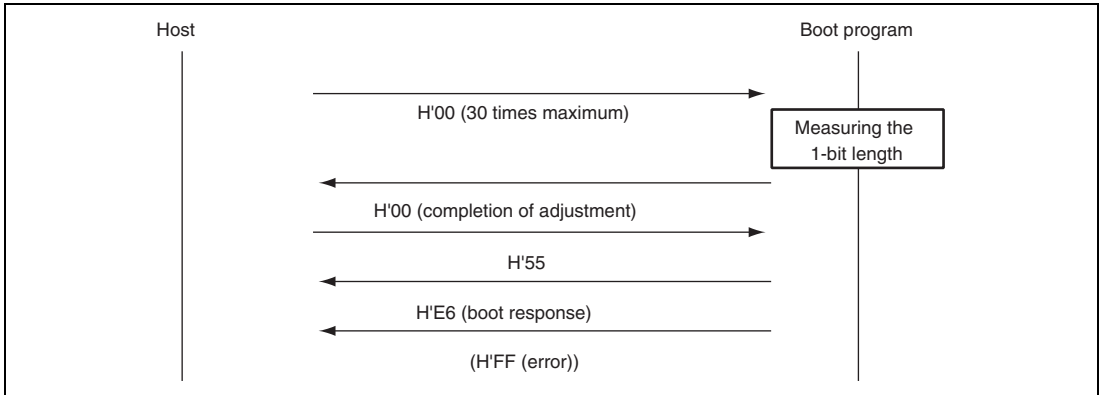 Host
Boot program
H'00 (30 times maximum)
Measuring the
1-bit length
H'00 (completion of adjustment)
H'55
H'E6 (boot response)
(H'FF (error))